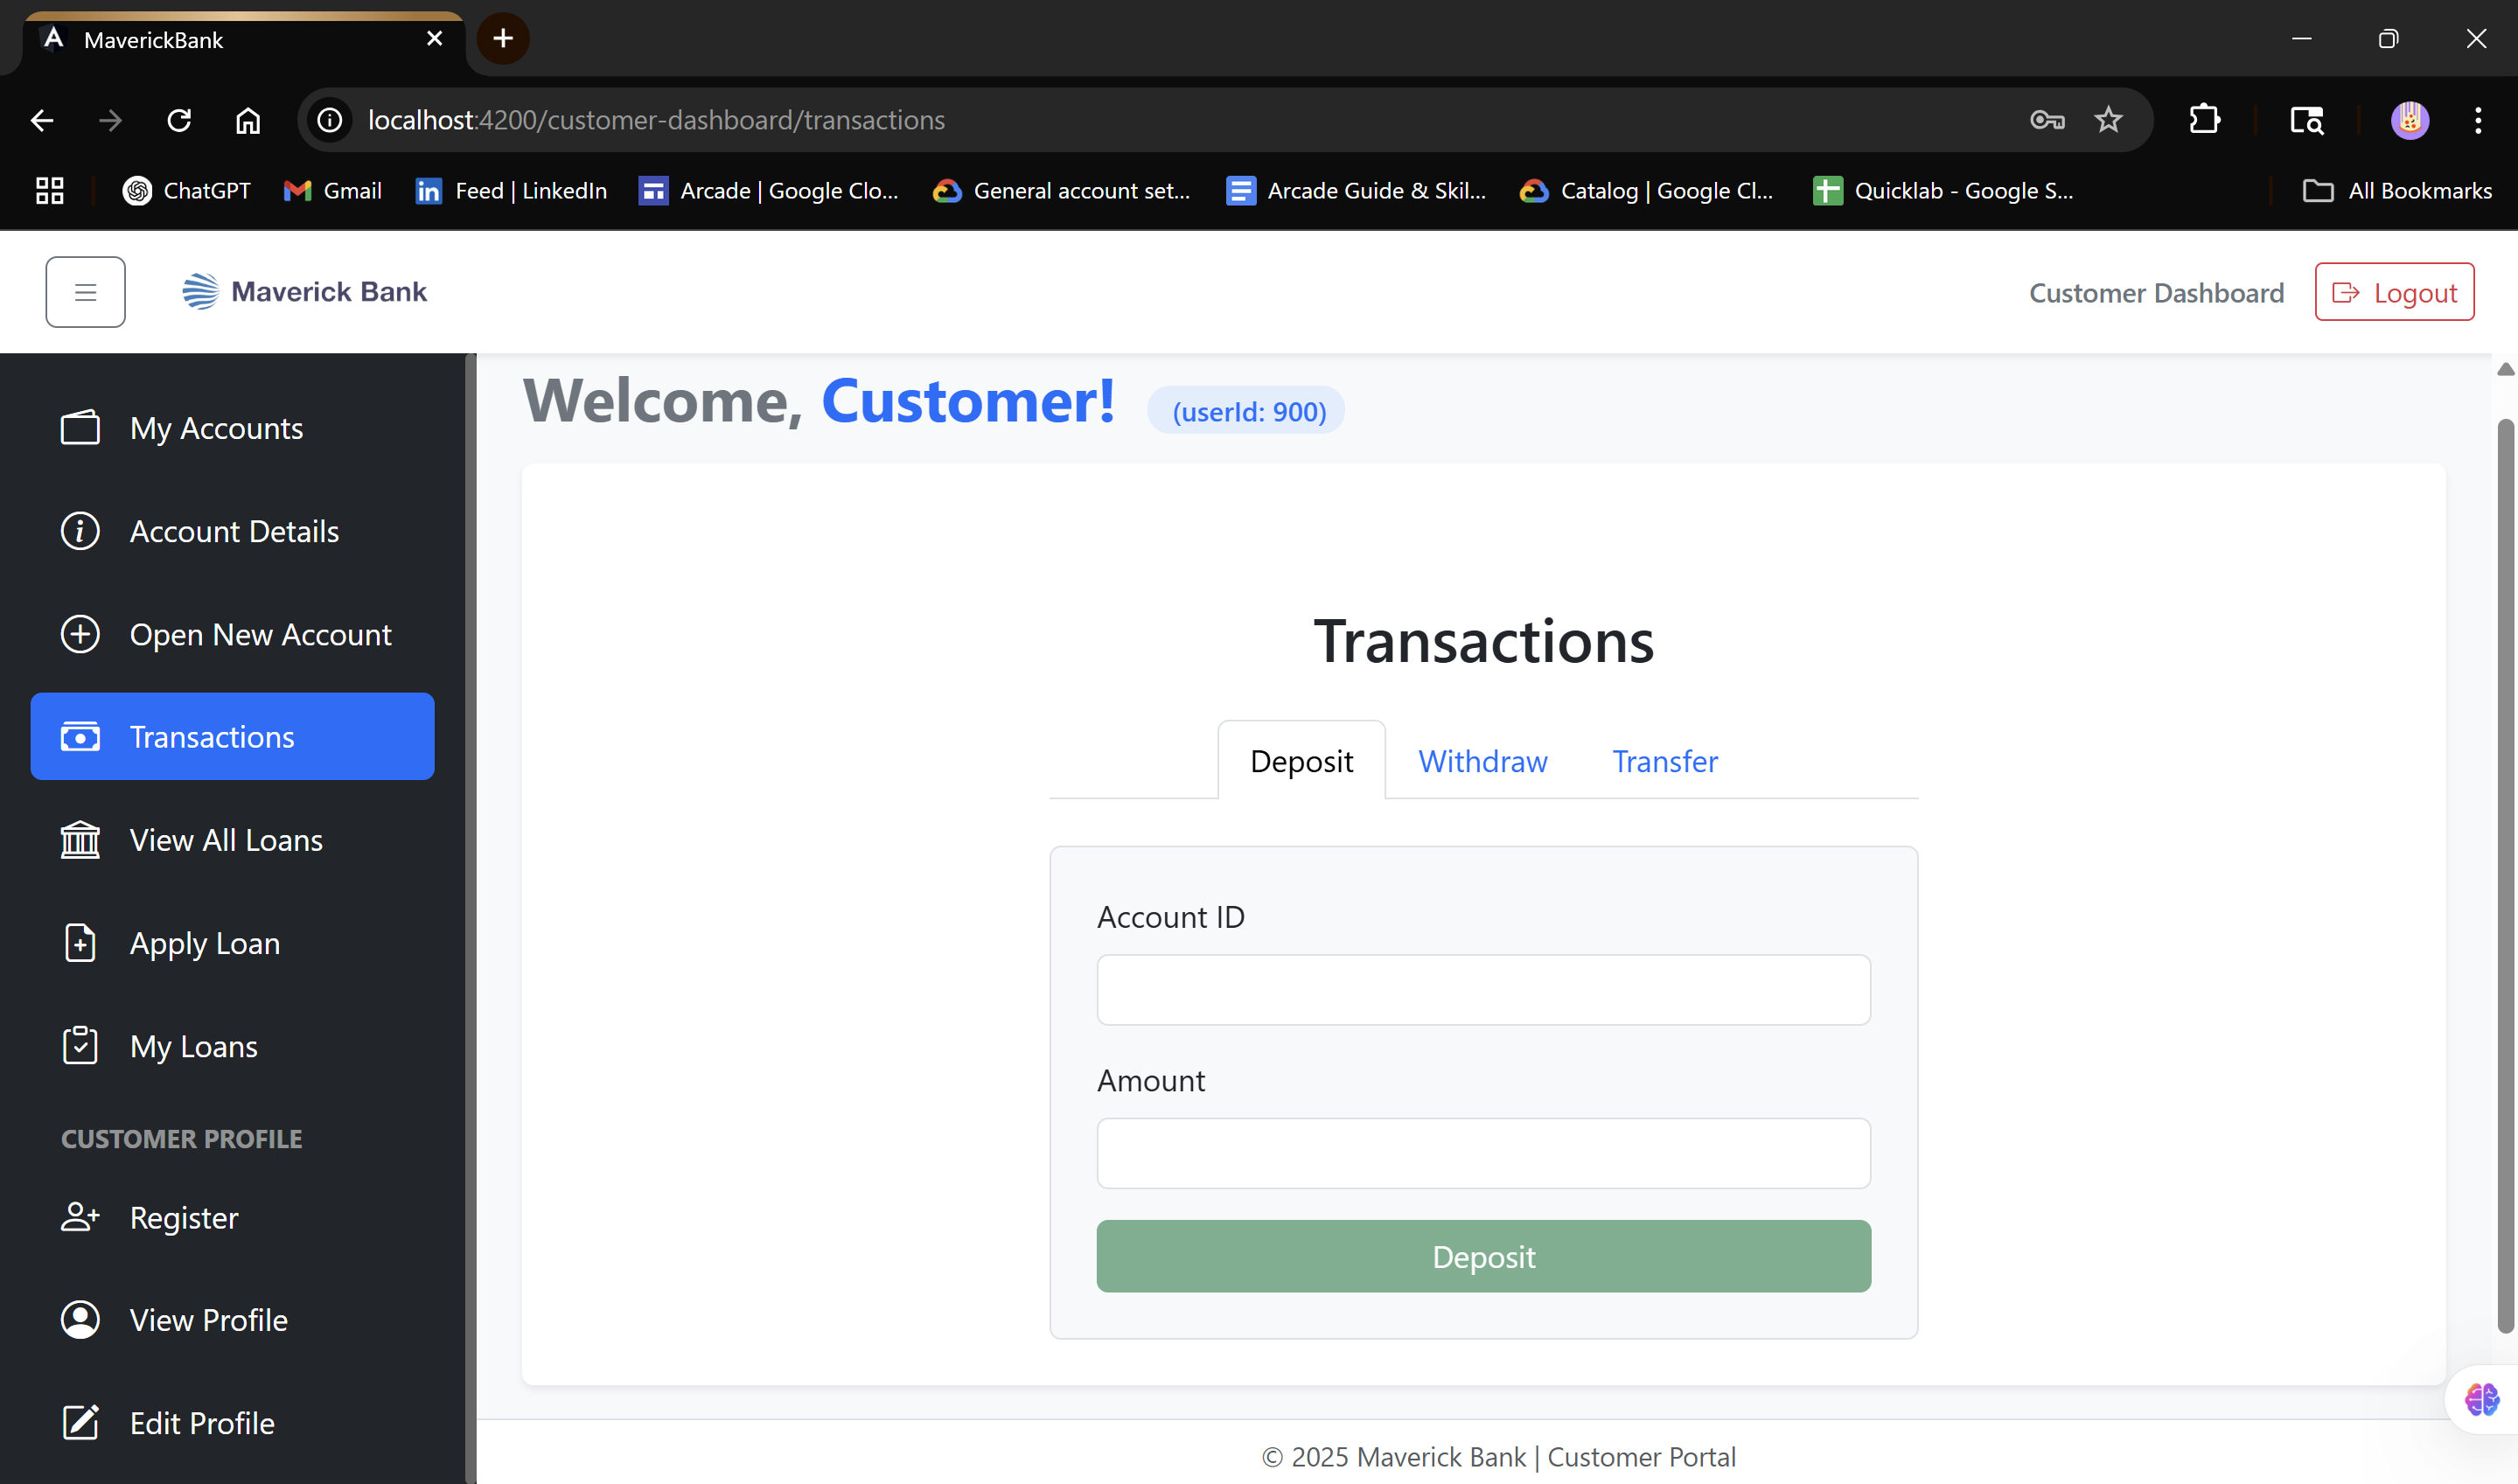 MaverickBank
localhost:4200/customer-dashboard/transactions
ChatGPT
Gmail
Feed | LinkedIn
Arcade | Google Clo...
General account set...
Arcade Guide & Skil...
Catalog | Google Cl...
Quicklab - Google S...
All Bookmarks
Maverick Bank
Customer Dashboard
Logout
My Accounts
Account Details
Open New Account
Transactions
View All Loans
Apply Loan
My Loans
CUSTOMER PROFILE
Register
View Profile
Edit Profile
Welcome, Customer! (userId: 900)
Transactions
Deposit Withdraw Transfer
Account ID
Amount
Deposit
© 2025 Maverick Bank | Customer Portal